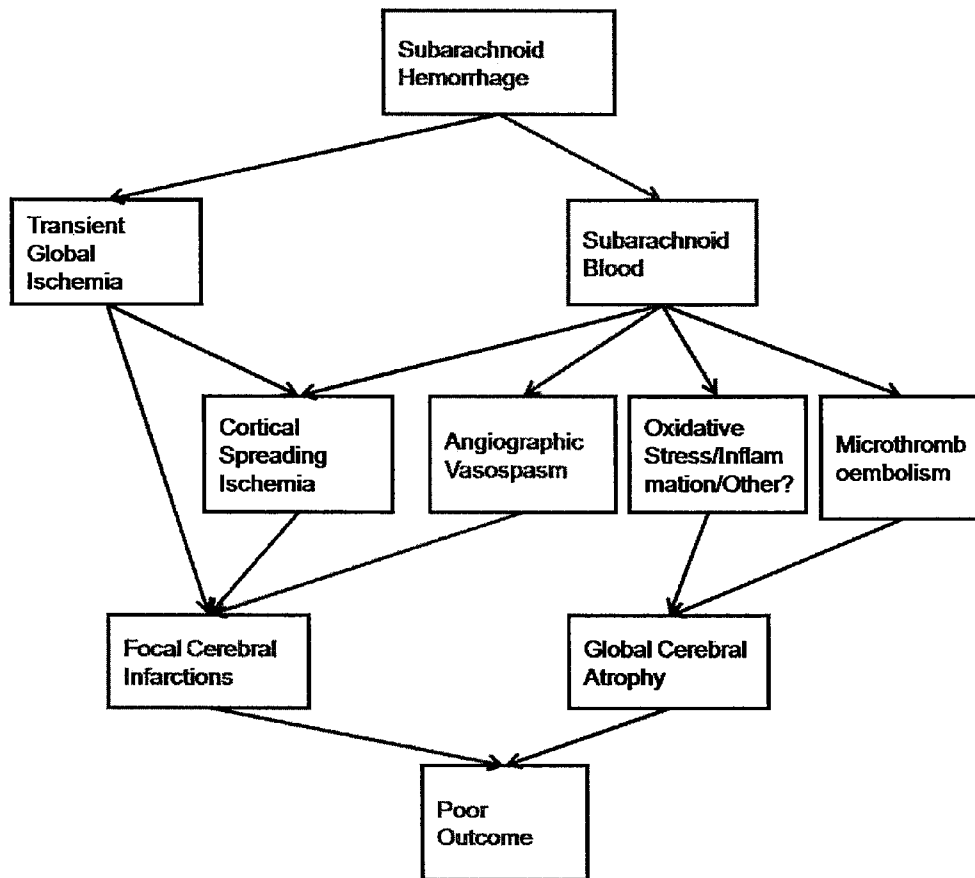 Subarachnoid
Hemorrhage
Transient
Global
Ischemia
Subarachnoid
Blood
Cortical
Spreading
Ischemia
Angiographic
Vasospasm
Oxidative
Stress/Inflam
mation/Other?
Microthromb
oembolism
Focal Cerebral
Infarctions
Global Cerebral
Atrophy
Poor
Outcome